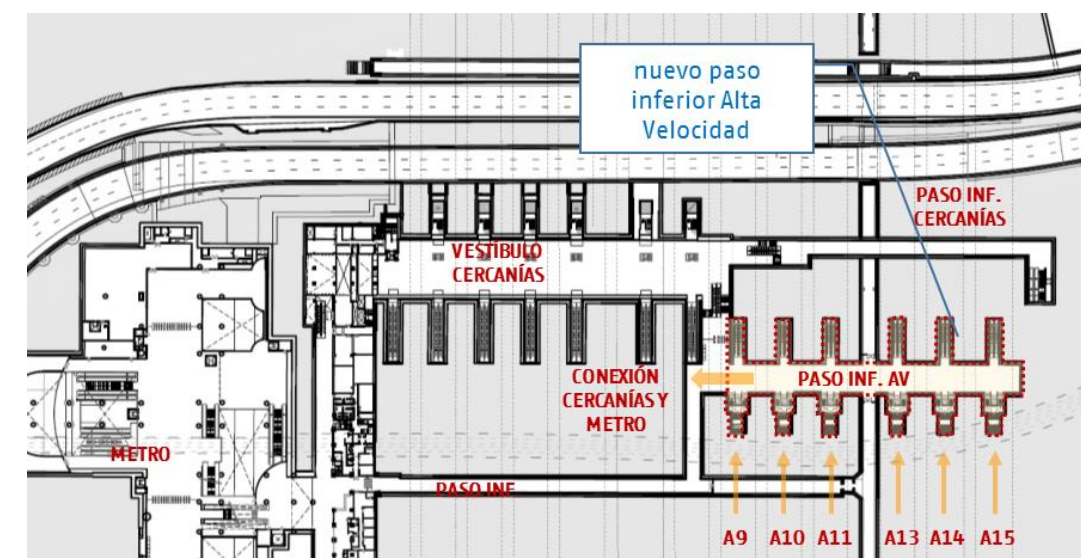 nuevo paso
inferior Alta
Velocidad
PASO INF.
CERCANÍAS
VESTÍBULO
CERCANÍAS
CONEXIÓN
CERCANÍAS Y
METRO
PASO INF. AV
METRO
PASO INF
A9 A10 A11 A13 A14 A15